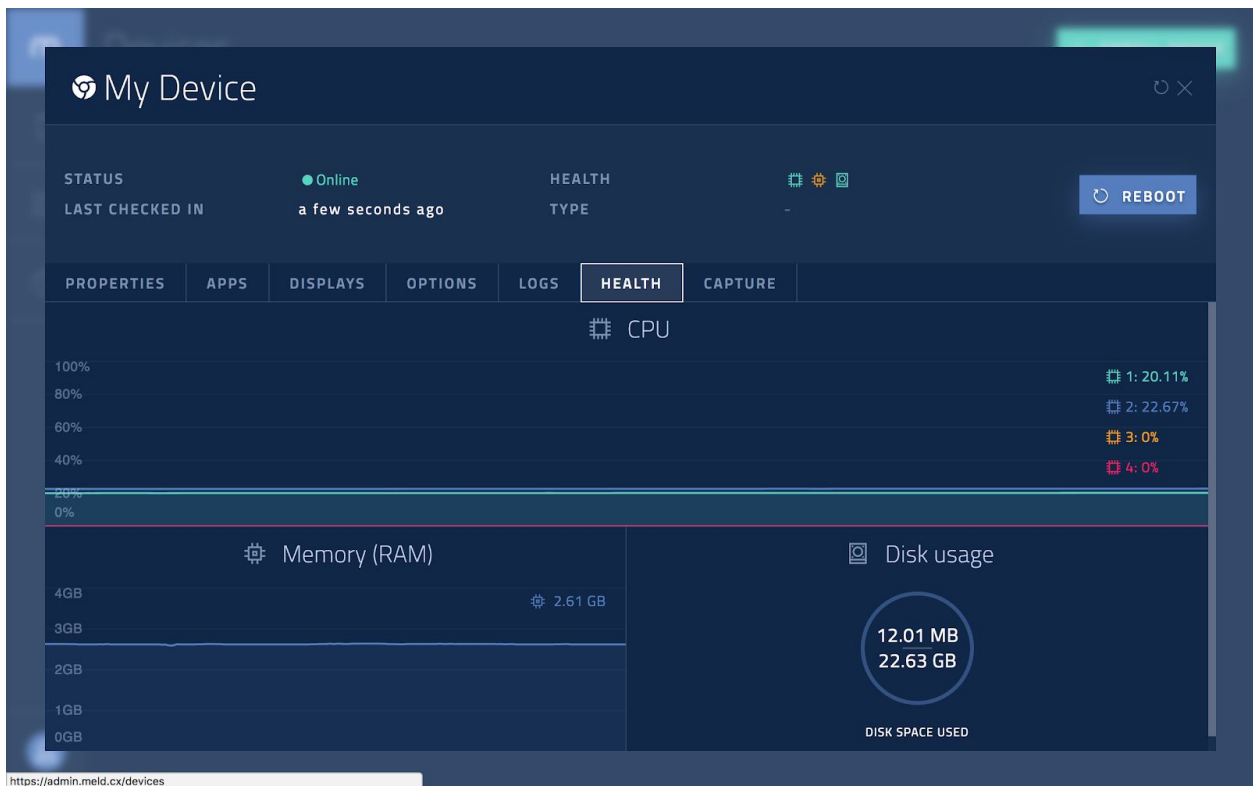 Devices
My Device
STATUS
Online
HEALTH
LAST CHECKED IN
a few seconds ago
TYPE
-
REBOOT
PROPERTIES APPS DISPLAYS OPTIONS LOGS HEALTH CAPTURE
CPU
100%
80%
60%
40%
20%
0%
1: 20.11%
2: 22.67%
3: 0%
4: 0%
Memory (RAM)
4GB
3GB
2GB
1GB
0GB
2.61 GB
Disk usage
12.01 MB
22.63 GB
DISK SPACE USED
https://admin.meld.cx/devices